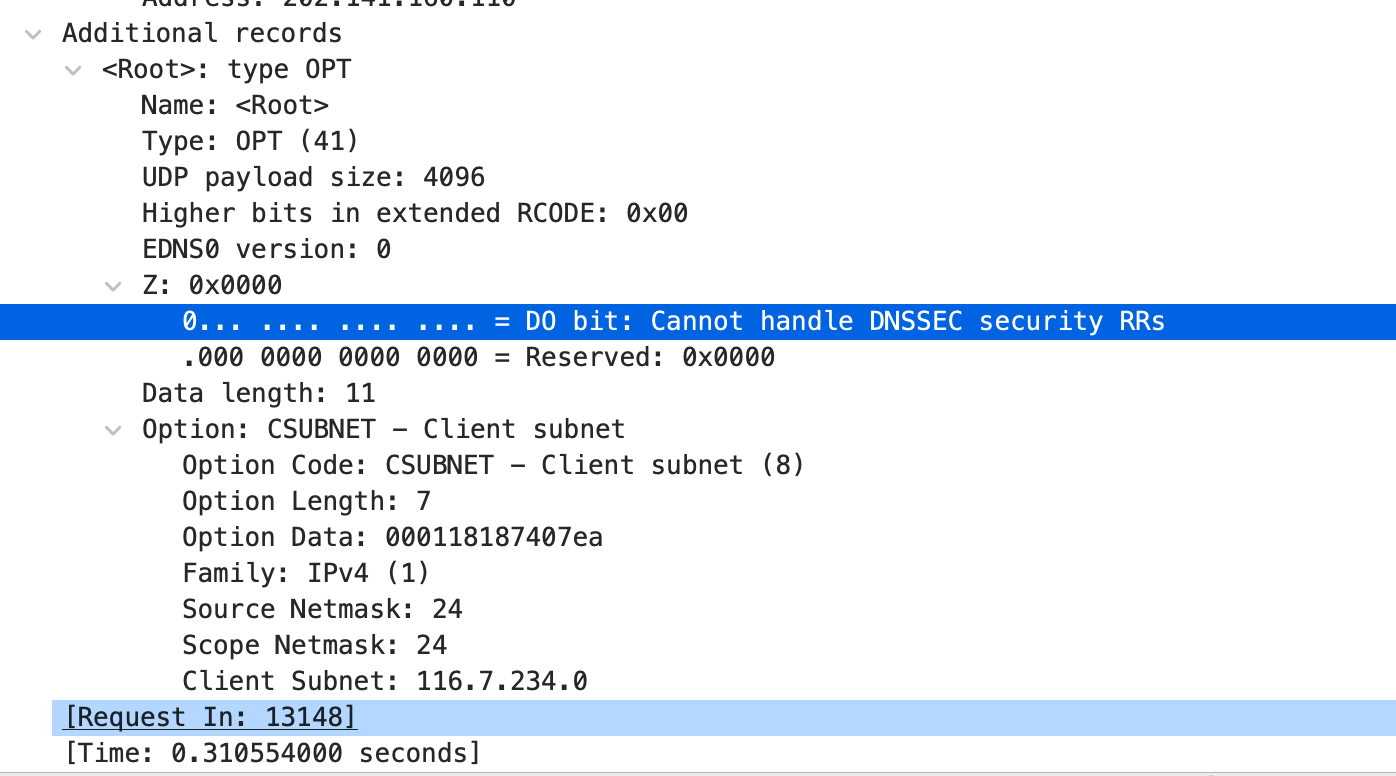 Address: 202.141.160.110
Additional records
<Root>: type OPT
Name: <Root>
Type: OPT (41)
UDP payload size: 4096
Higher bits in extended RCODE: 0x00
EDNS0 version: 0
Z: 0x0000
0... .... .... .... = DO bit: Cannot handle DNSSEC security RRs
.000 0000 0000 0000 = Reserved: 0x0000
Data length: 11
Option: CSUBNET – Client subnet
Option Code: CSUBNET – Client subnet (8)
Option Length: 7
Option Data: 000118187407ea
Family: IPv4 (1)
Source Netmask: 24
Scope Netmask: 24
Client Subnet: 116.7.234.0
[Request In: 13148]
[Time: 0.310554000 seconds]